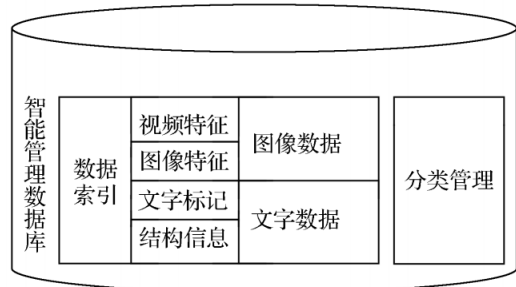 智能管理数据库
数据
索引
视频特征
图像特征
文字标记
结构信息
图像数据
文字数据
分类管理